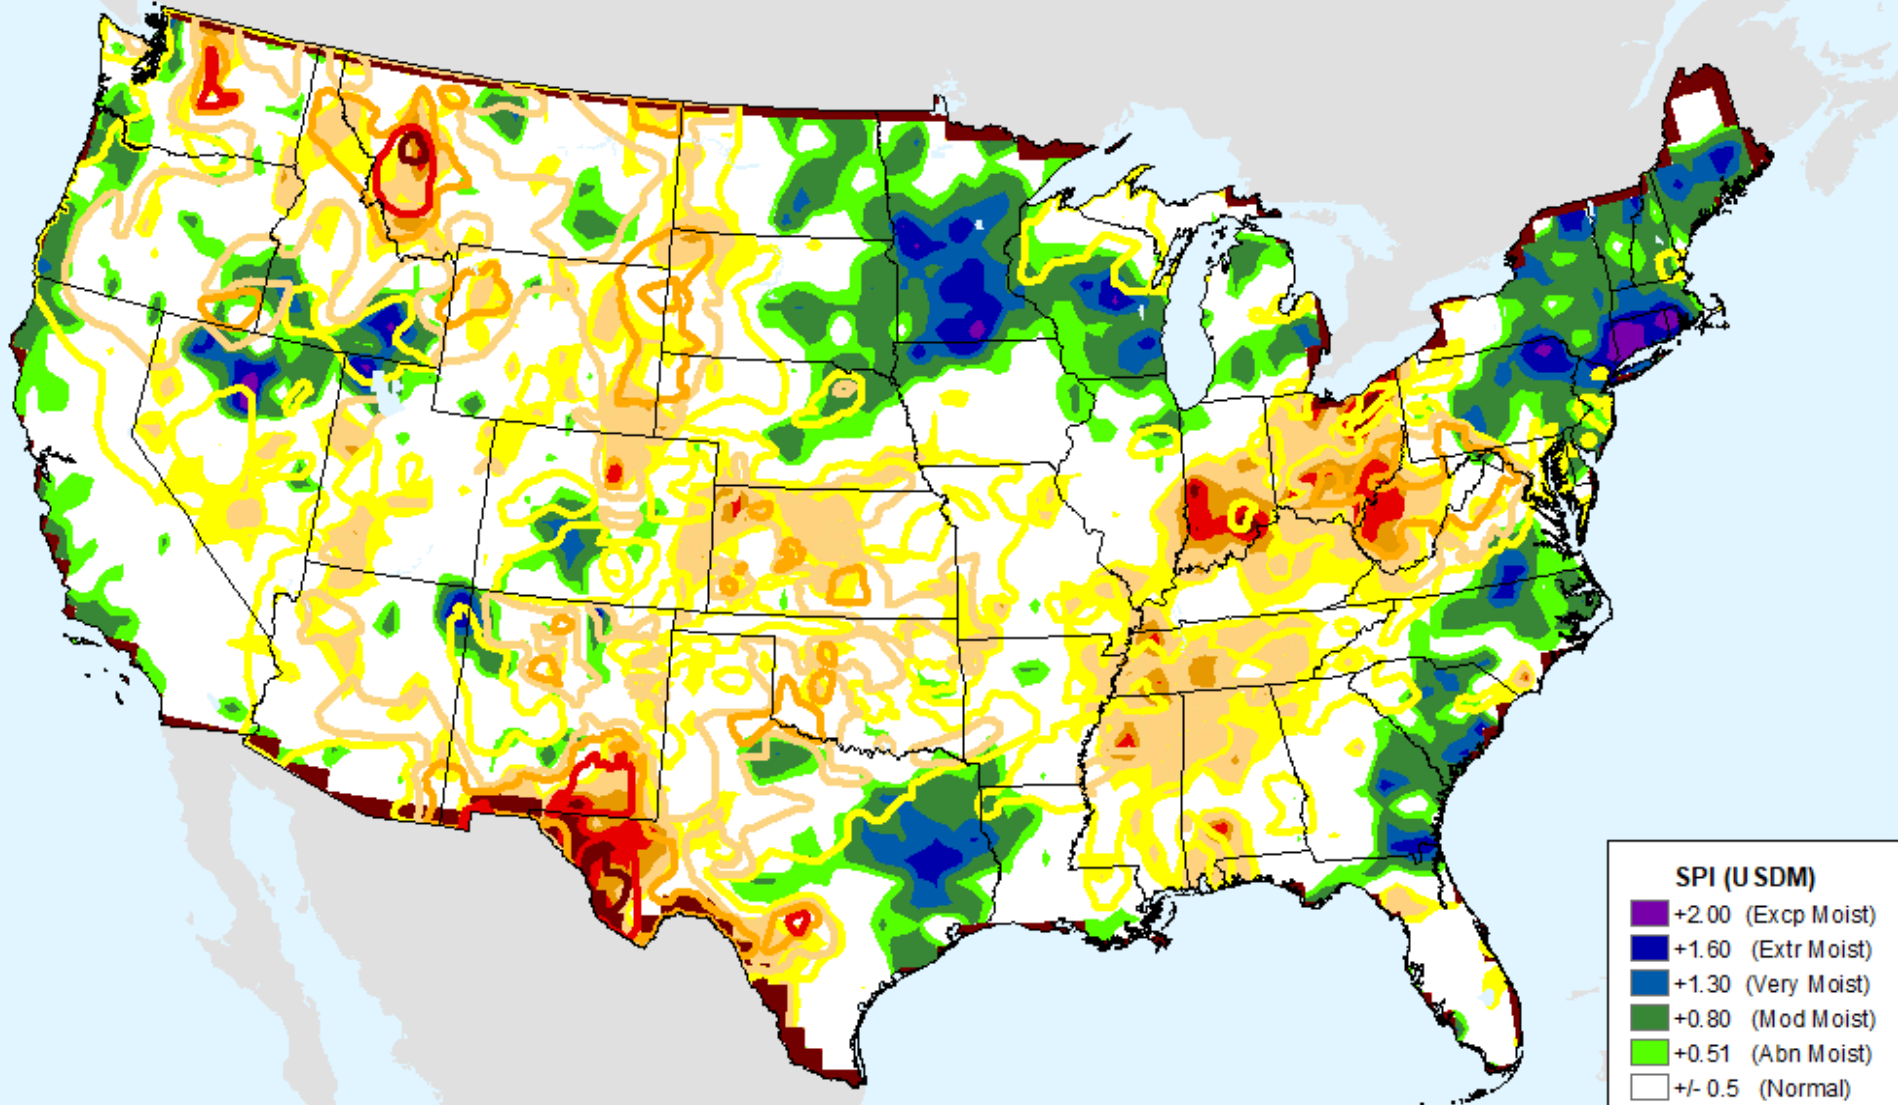 SPI (USDM)
+2.00 (Excp Moist)
+1.60 (Extr Moist)
+1.30 (Very Moist)
+0.80 (Mod Moist)
+0.51 (Abn Moist)
+/- 0.5 (Normal)